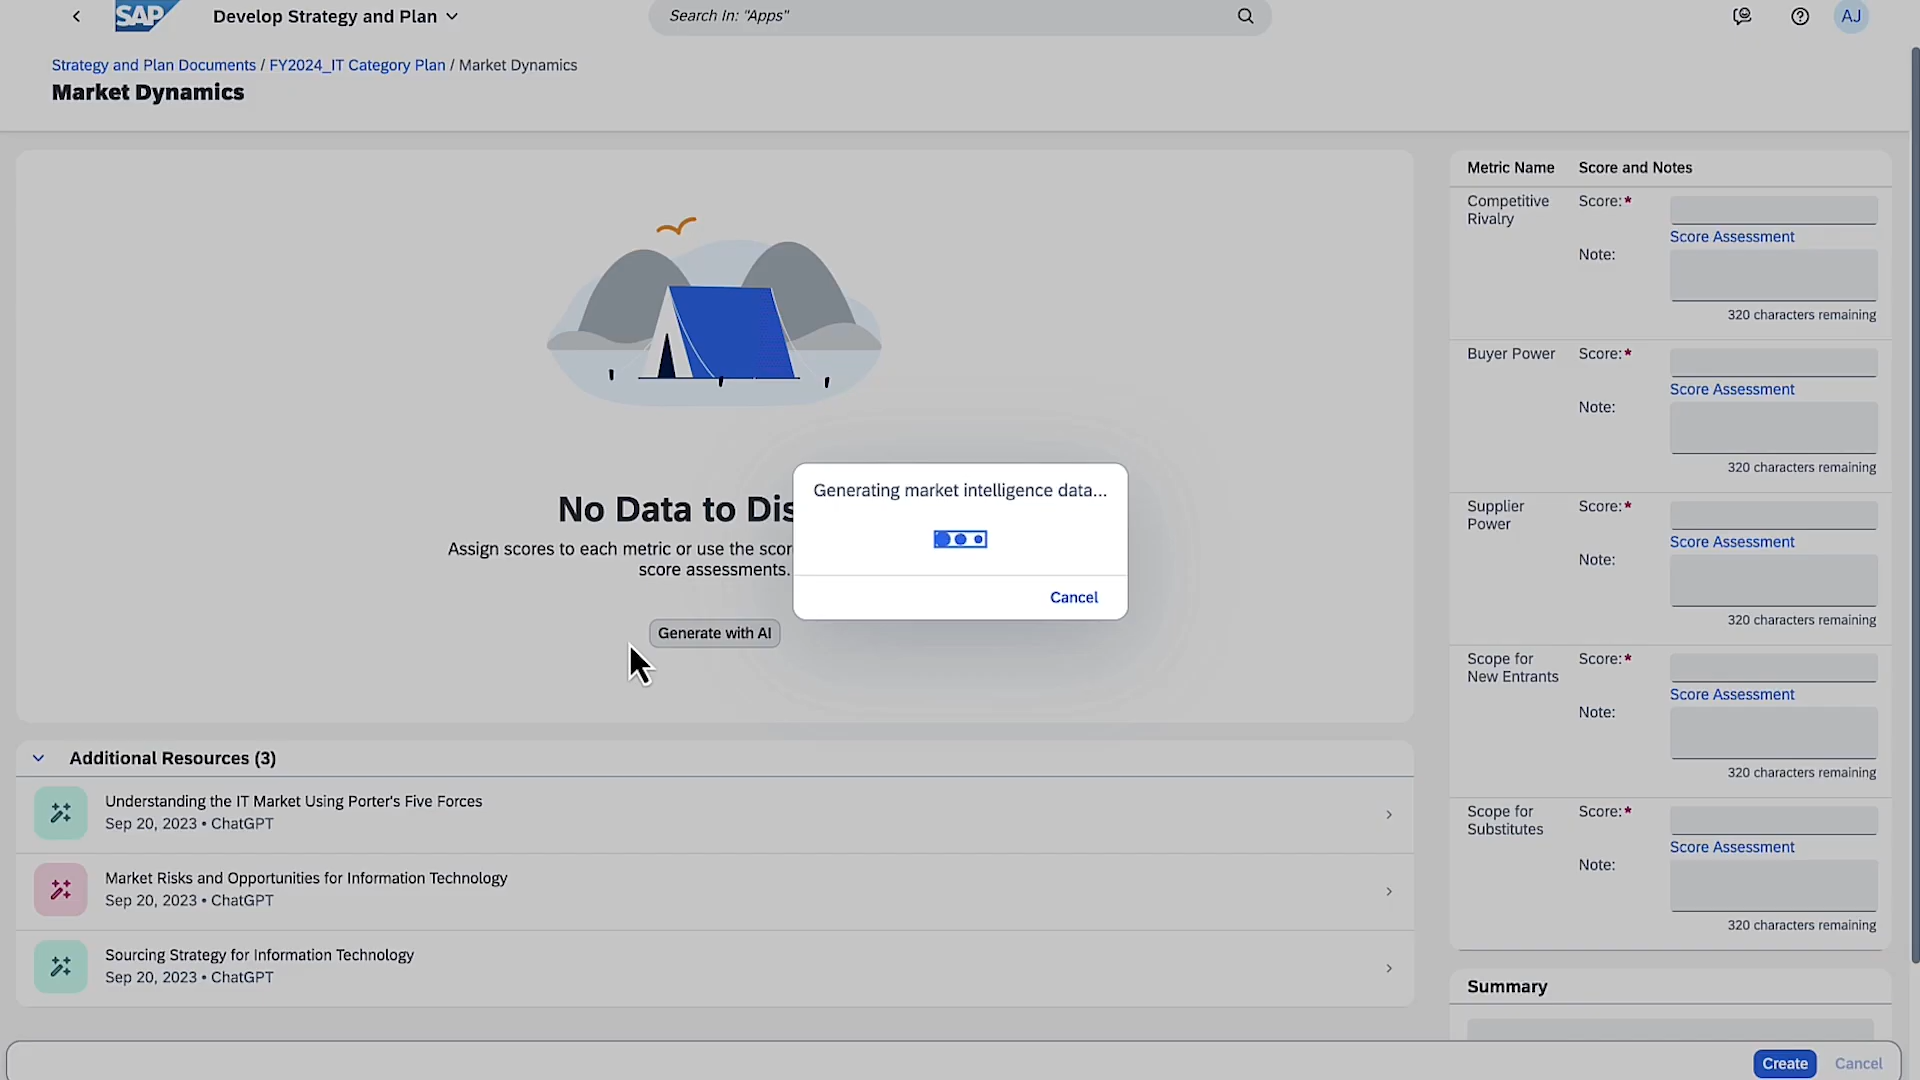 SAP
Develop Strategy and Plan
Search In: "Apps"
AJ
Strategy and Plan Documents / FY2024_IT Category Plan / Market Dynamics
Market Dynamics
No Data to Dis
Assign scores to each metric or use the scor
score assessments.
Generate with AI
Generating market intelligence data...
Cancel
Additional Resources (3)
Understanding the IT Market Using Porter's Five Forces
Sep 20, 2023 • ChatGPT
Market Risks and Opportunities for Information Technology
Sep 20, 2023 • ChatGPT
Sourcing Strategy for Information Technology
Sep 20, 2023 • ChatGPT
Metric Name Score and Notes
Competitive Rivalry
Score:*
Score Assessment
Note:
320 characters remaining
Buyer Power
Score:*
Score Assessment
Note:
320 characters remaining
Supplier
Power
Score:*
Score Assessment
Note:
320 characters remaining
Scope for
New Entrants
Score:*
Score Assessment
Note:
320 characters remaining
Scope for
Substitutes
Score:*
Score Assessment
Note:
320 characters remaining
Summary
Create Cancel